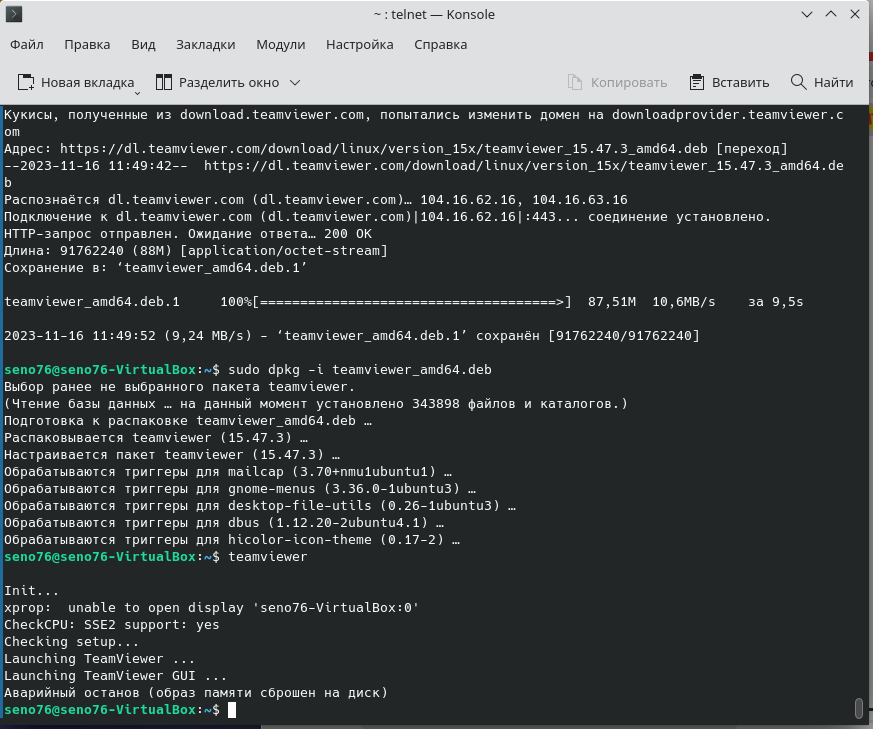 ~ : telnet — Konsole
Файл Правка Вид Закладки Модули Настройка Справка
Новая вкладка Разделить окно Копировать Вставить Найти
Кукисы, полученные из download.teamviewer.com, попытались изменить домен на downloadprovider.teamviewer.c
om
Адрес: https://dl.teamviewer.com/download/linux/version_15x/teamviewer_15.47.3_amd64.deb [переход]
--2023-11-16 11:49:42--  https://dl.teamviewer.com/download/linux/version_15x/teamviewer_15.47.3_amd64.de
b
Распознаётся dl.teamviewer.com (dl.teamviewer.com)… 104.16.62.16, 104.16.63.16
Подключение к dl.teamviewer.com (dl.teamviewer.com)|104.16.62.16|:443... соединение установлено.
HTTP-запрос отправлен. Ожидание ответа… 200 OK
Длина: 91762240 (88M) [application/octet-stream]
Сохранение в: ‘teamviewer_amd64.deb.1’
teamviewer_amd64.deb.1     100%[=====================================>]  87,51M  10,6MB/s    за 9,5s
2023-11-16 11:49:52 (9,24 MB/s) - ‘teamviewer_amd64.deb.1’ сохранён [91762240/91762240]
seno76@seno76-VirtualBox:~$ sudo dpkg -i teamviewer_amd64.deb
Выбор ранее не выбранного пакета teamviewer.
(Чтение базы данных … на данный момент установлено 343898 файлов и каталогов.)
Подготовка к распаковке teamviewer_amd64.deb …
Распаковывается teamviewer (15.47.3) …
Настраивается пакет teamviewer (15.47.3) …
Обрабатываются триггеры для mailcap (3.70+nmu1ubuntu1) …
Обрабатываются триггеры для gnome-menus (3.36.0-1ubuntu3) …
Обрабатываются триггеры для desktop-file-utils (0.26-1ubuntu3) …
Обрабатываются триггеры для dbus (1.12.20-2ubuntu4.1) …
Обрабатываются триггеры для hicolor-icon-theme (0.17-2) …
seno76@seno76-VirtualBox:~$ teamviewer
Init...
xprop:  unable to open display 'seno76-VirtualBox:0'
CheckCPU: SSE2 support: yes
Checking setup...
Launching TeamViewer ...
Launching TeamViewer GUI ...
Аварийный останов (образ памяти сброшен на диск)
seno76@seno76-VirtualBox:~$